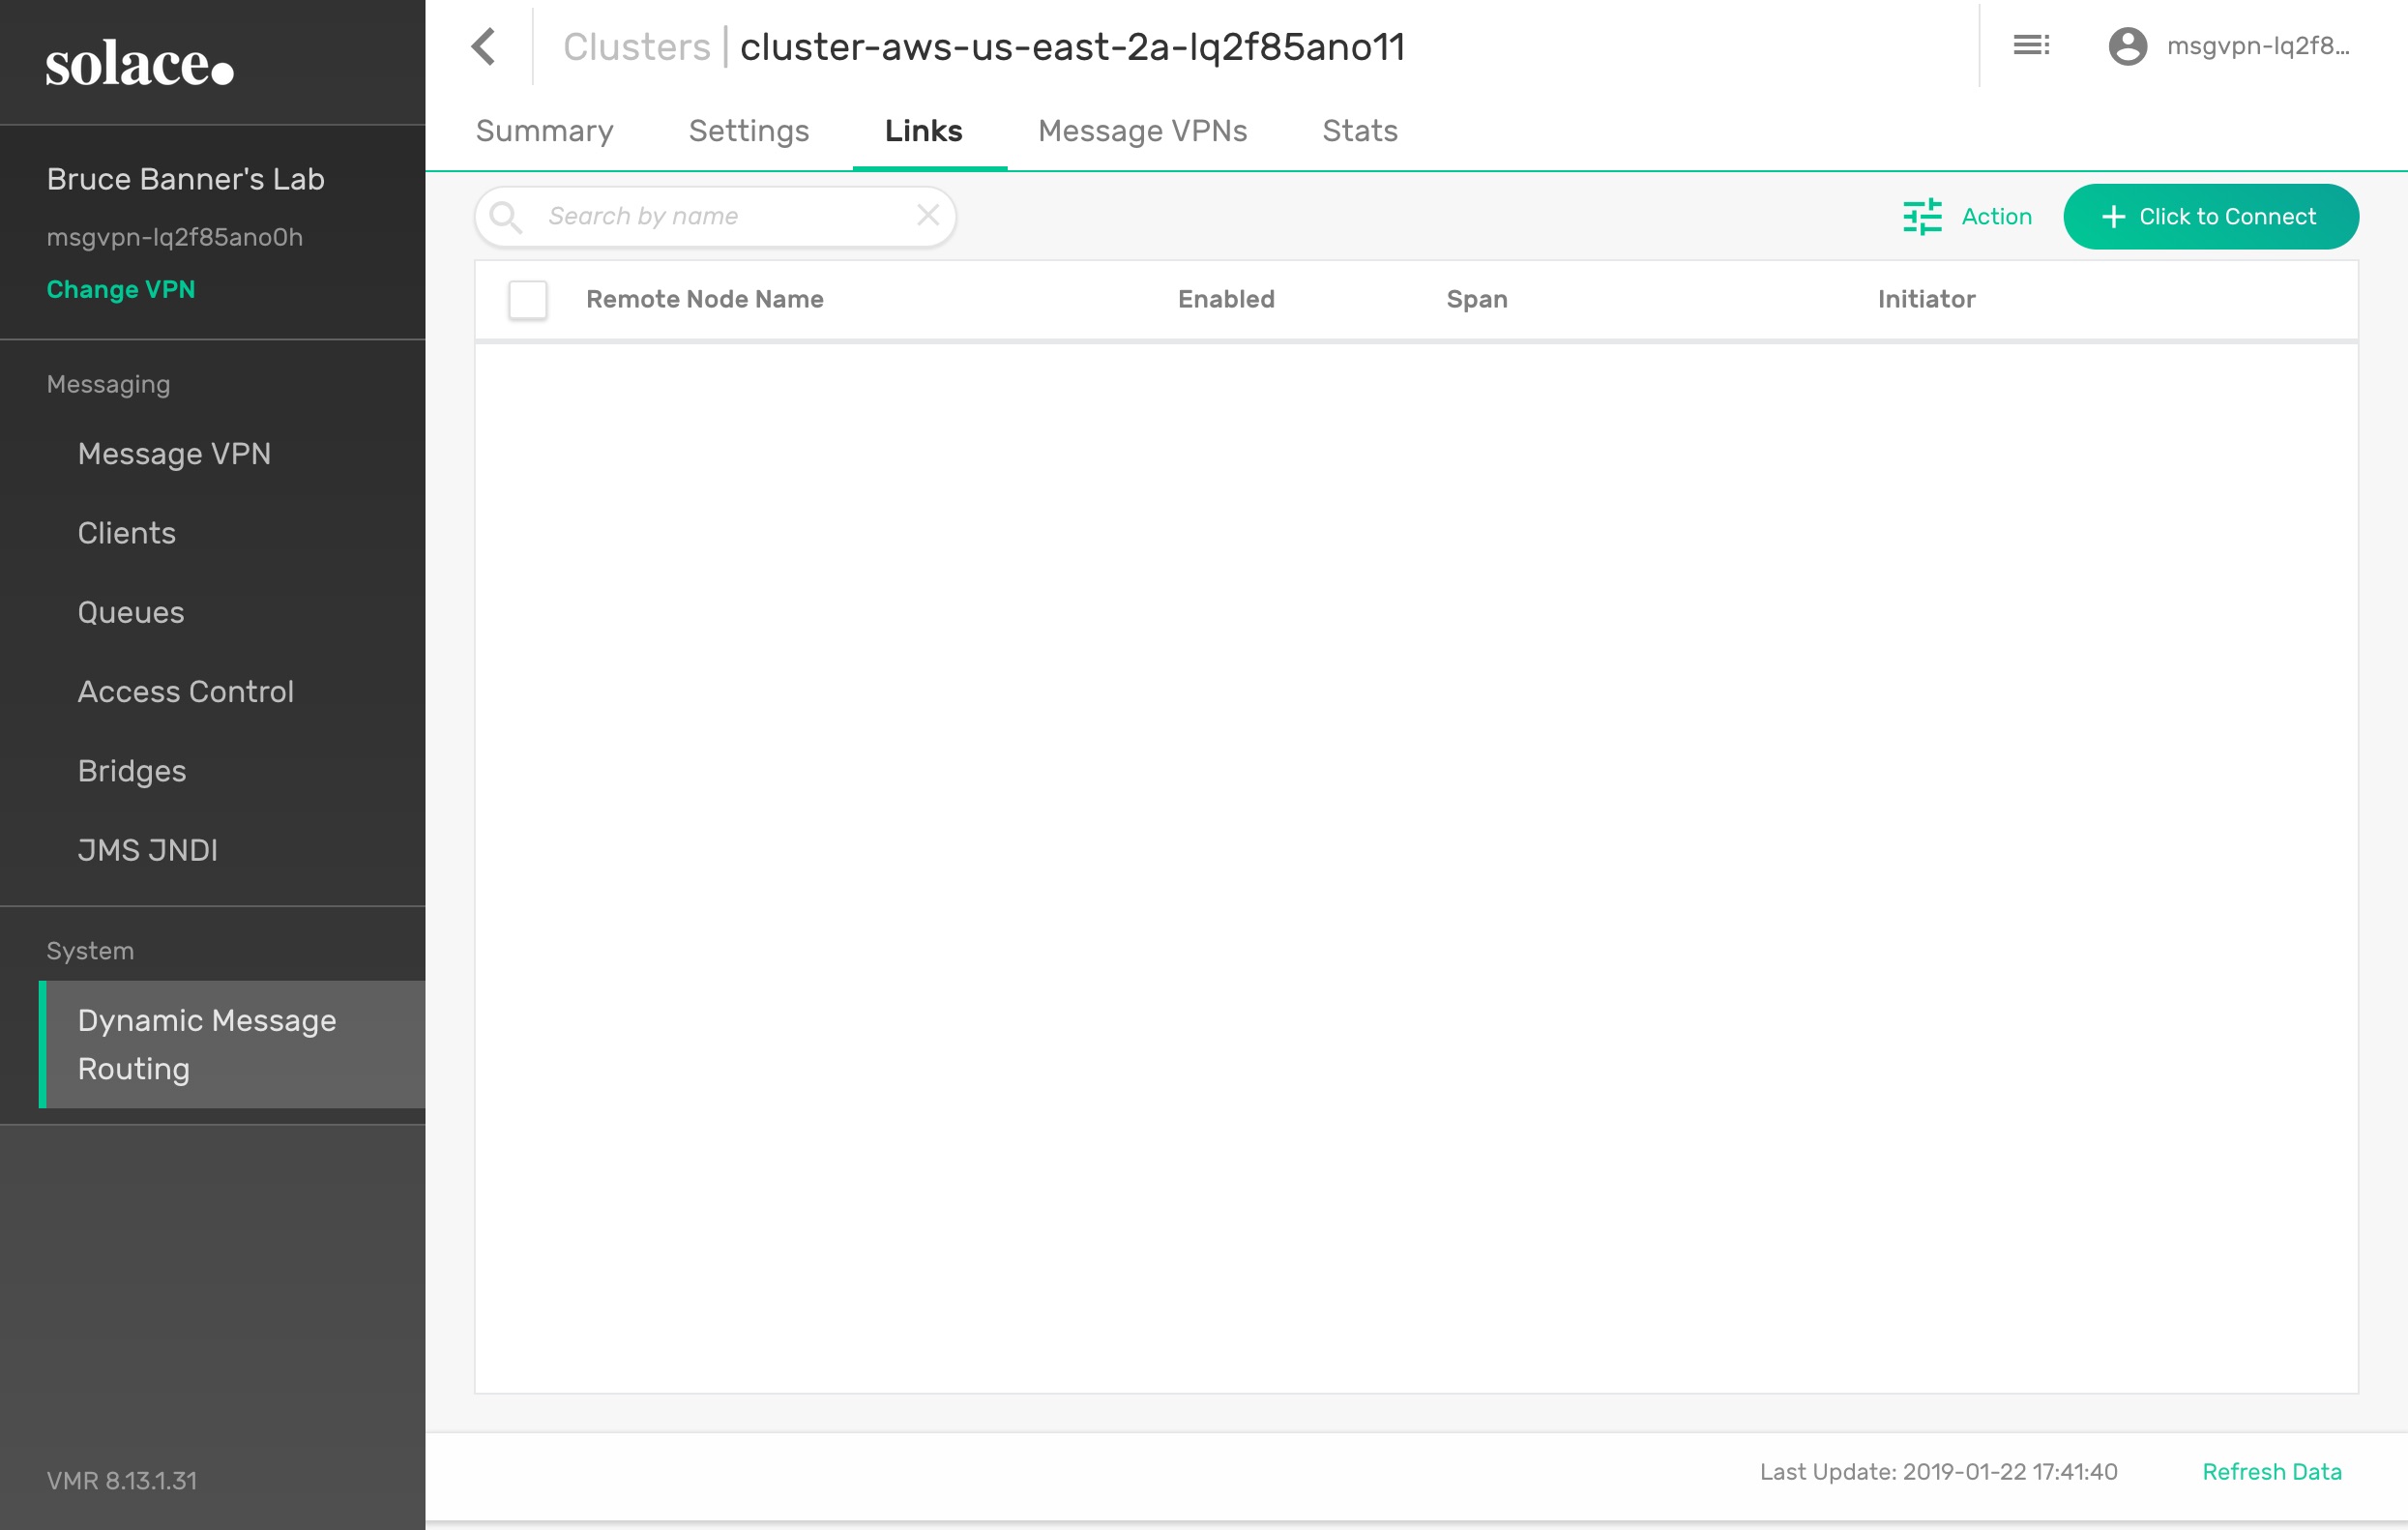 solace.
Bruce Banner's Lab
msgvpn-lq2f85ano0h
Change VPN
Messaging
Message VPN
Clients
Queues
Access Control
Bridges
JMS JNDI
System
Dynamic Message
Routing
VMR 8.13.1.31
Clusters | cluster-aws-us-east-2a-lq2f85ano11
msgvpn-lq2f8...
Summary Settings Links Message VPNs Stats
Search by name
Action
Click to Connect
Remote Node Name Enabled Span Initiator
Last Update: 2019-01-22 17:41:40
Refresh Data